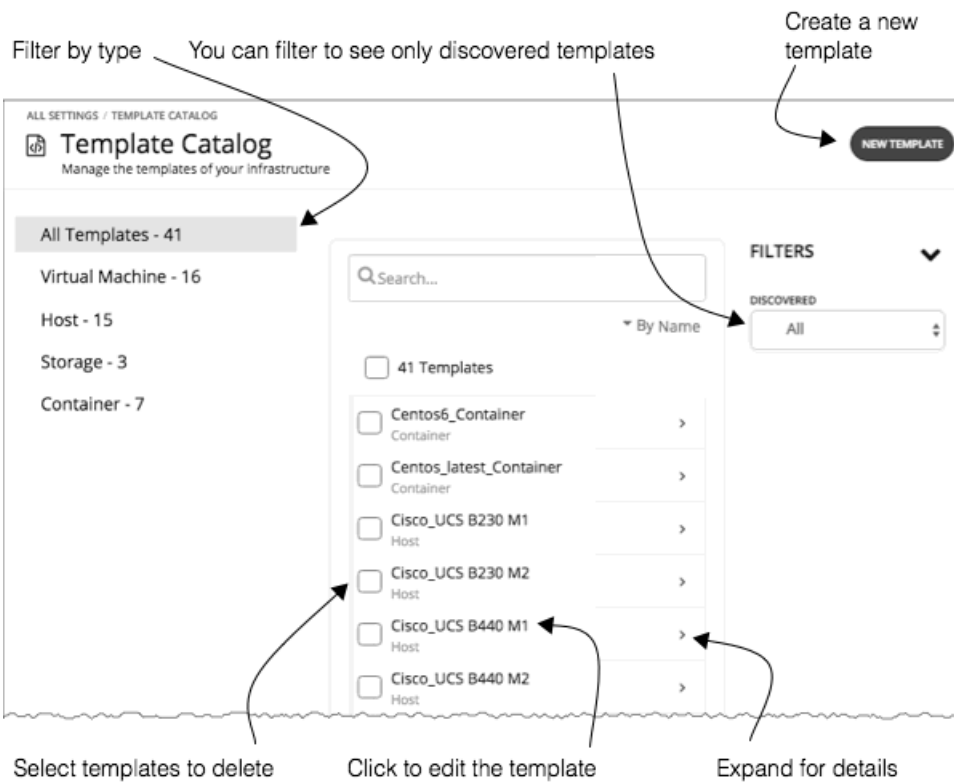 Create a new
template
Filter by type
You can filter to see only discovered templates
ALL SETTINGS / TEMPLATE CATALOG
Template Catalog
Manage the templates of your infrastructure
NEW TEMPLATE
All Templates - 41
Virtual Machine - 16
Host - 15
Storage - 3
Container - 7
Search...
By Name
41 Templates
Centos6_Container
Container
Centos_latest_Container
Container
Cisco_UCS B230 M1
Host
Cisco_UCS B230 M2
Host
Cisco_UCS B440 M1
Host
Cisco_UCS B440 M2
Host
FILTERS
DISCOVERED
All
Select templates to delete
Click to edit the template
Expand for details